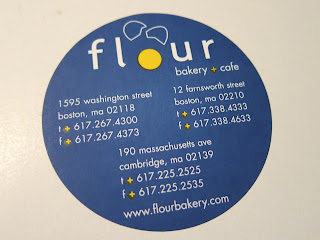 flour
bakery + cafe
1595 washington street
boston, ma 02118
t + 617.267.4300
f + 617.267.4373
12 farnsworth street
boston, ma 02210
t + 617.338.4333
f + 617.338.4633
190 massachusetts ave
cambridge, ma 02139
t + 617.225.2525
f + 617.225.2535
www.flourbakery.com